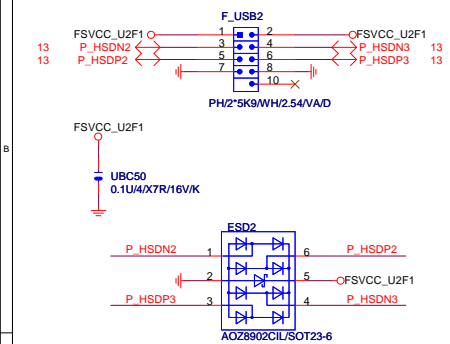 F_USB2
FSVCC_U2F1 1 2 FSVCC_U2F1
13 P_HSDN2 3 4 P_HSDN3 13
13 P_HSDP2 5 6 P_HSDP3 13
7 8
10
PH/2*5K9/WH/2.54/VA/D
FSVCC_U2F1
B
UBC50
0.1U/4/X7R/16V/K
ESD2
P_HSDN2 1 6 P_HSDP2
2 5 FSVCC_U2F1
P_HSDP3 3 4 P_HSDN3
AOZ8902CIL/SOT23-6